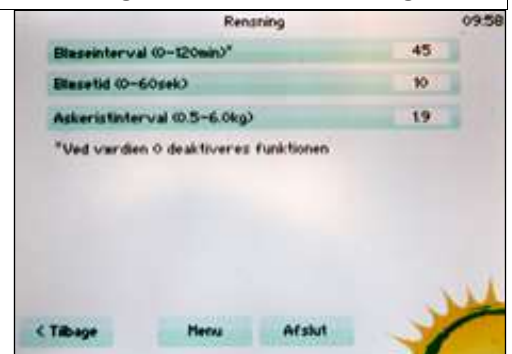 Rensning 09:58
Blæseinterval (0-120min)* 45
Blæsetid (0-60sek) 10
Askeristinterval (0.5-6.0kg) 1.9
*Ved værdien 0 deaktiveres funktionen
< Tilbage Menu Afslut